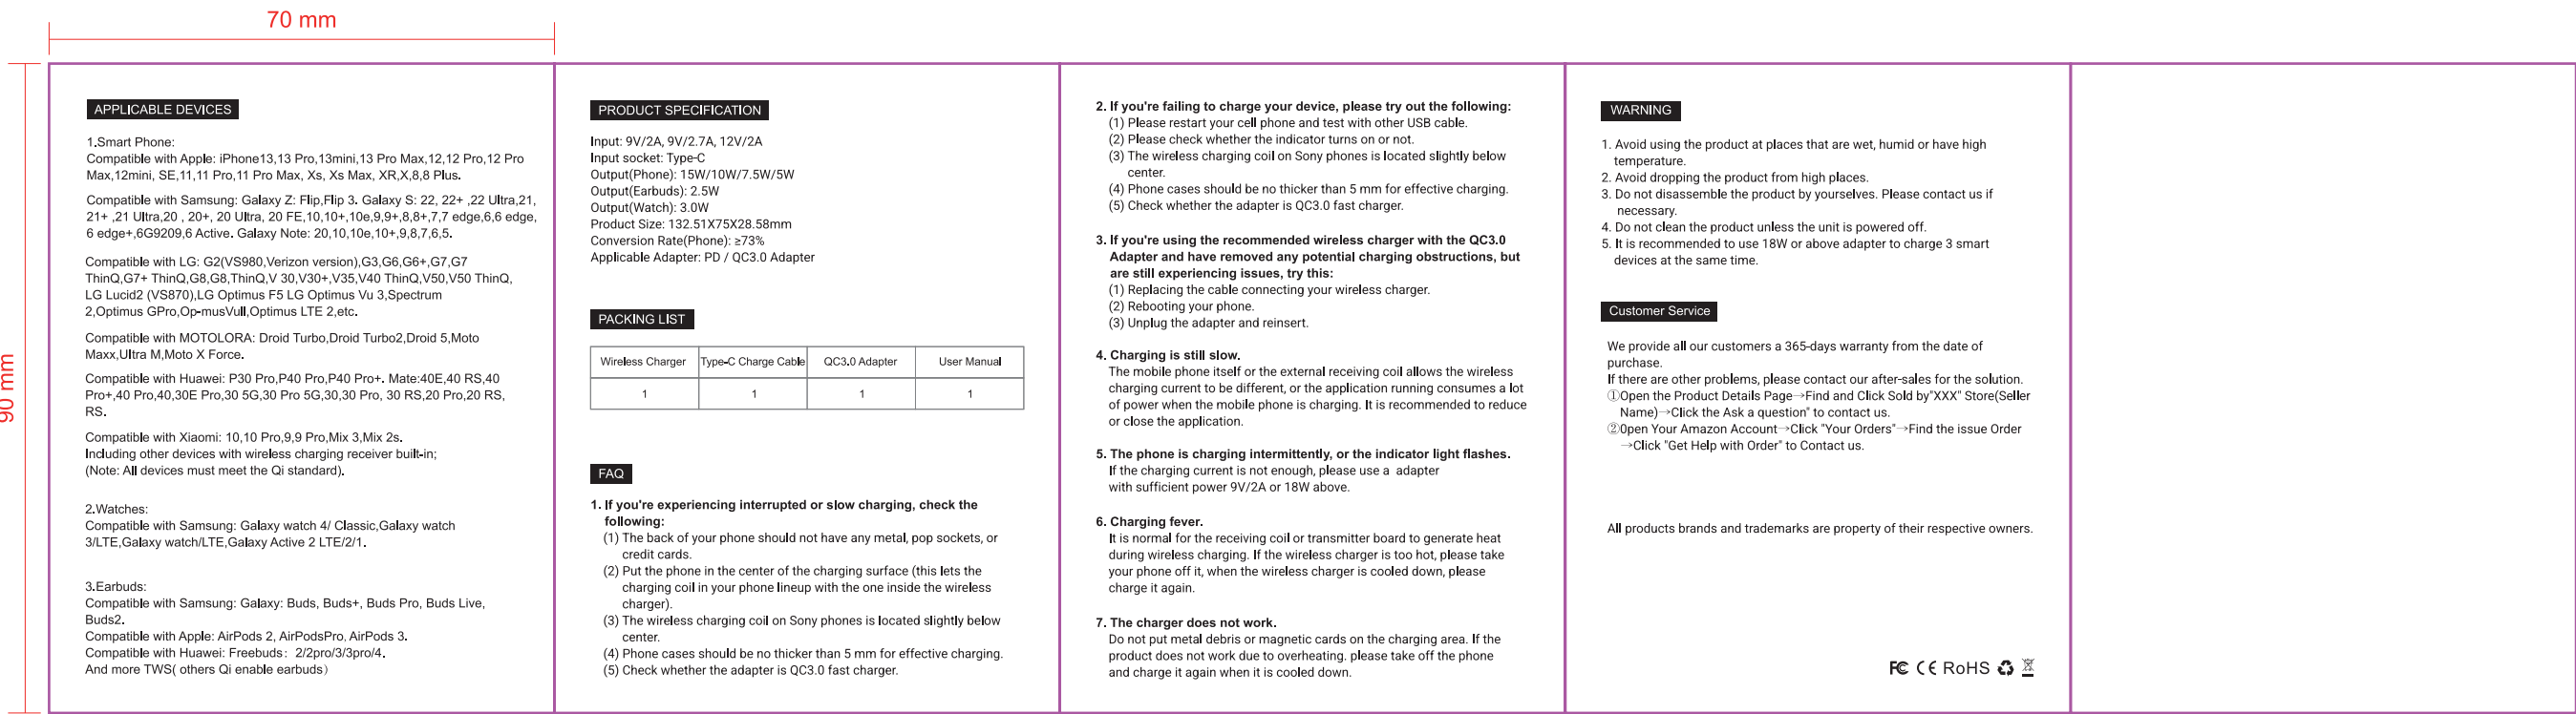 70 mm
90 mm
APPLICABLE DEVICES
1.Smart Phone:
Compatible with Apple: iPhone13,13 Pro,13mini,13 Pro Max,12,12 Pro,12 Pro
Max,12mini, SE,11,11 Pro,11 Pro Max, Xs, Xs Max, XR,X,8,8 Plus.
Compatible with Samsung: Galaxy Z: Flip,Flip 3. Galaxy S: 22, 22+ ,22 Ultra,21,
21+ ,21 Ultra,20 , 20+, 20 Ultra, 20 FE,10,10+,10e,9,9+,8,8+,7,7 edge,6,6 edge,
6 edge+,6G9209,6 Active. Galaxy Note: 20,10,10e,10+,9,8,7,6,5.
Compatible with LG: G2(VS980,Verizon version),G3,G6,G6+,G7,G7
ThinQ,G7+ ThinQ,G8,G8,ThinQ,V 30,V30+,V35,V40 ThinQ,V50,V50 ThinQ,
LG Lucid2 (VS870),LG Optimus F5 LG Optimus Vu 3,Spectrum
2,Optimus GPro,Op-musVull,Optimus LTE 2,etc.
Compatible with MOTOLORA: Droid Turbo,Droid Turbo2,Droid 5,Moto
Maxx,Ultra M,Moto X Force.
Compatible with Huawei: P30 Pro,P40 Pro,P40 Pro+. Mate:40E,40 RS,40
Pro+,40 Pro,40,30E Pro,30 5G,30 Pro 5G,30,30 Pro, 30 RS,20 Pro,20 RS,
RS.
Compatible with Xiaomi: 10,10 Pro,9,9 Pro,Mix 3,Mix 2s.
Including other devices with wireless charging receiver built-in;
(Note: All devices must meet the Qi standard).
2.Watches:
Compatible with Samsung: Galaxy watch 4/ Classic,Galaxy watch
3/LTE,Galaxy watch/LTE,Galaxy Active 2 LTE/2/1.
3.Earbuds:
Compatible with Samsung: Galaxy: Buds, Buds+, Buds Pro, Buds Live,
Buds2.
Compatible with Apple: AirPods 2, AirPodsPro, AirPods 3.
Compatible with Huawei: Freebuds： 2/2pro/3/3pro/4.
And more TWS( others Qi enable earbuds）
PRODUCT SPECIFICATION
Input: 9V/2A, 9V/2.7A, 12V/2A
Input socket: Type-C
Output(Phone): 15W/10W/7.5W/5W
Output(Earbuds): 2.5W
Output(Watch): 3.0W
Product Size: 132.51X75X28.58mm
Conversion Rate(Phone): ≥73%
Applicable Adapter: PD / QC3.0 Adapter
PACKING LIST
Wireless Charger Type-C Charge Cable QC3.0 Adapter User Manual
1 1 1 1
FAQ
1. If you're experiencing interrupted or slow charging, check the
following:
(1) The back of your phone should not have any metal, pop sockets, or
credit cards.
(2) Put the phone in the center of the charging surface (this lets the
charging coil in your phone lineup with the one inside the wireless
charger).
(3) The wireless charging coil on Sony phones is located slightly below
center.
(4) Phone cases should be no thicker than 5 mm for effective charging.
(5) Check whether the adapter is QC3.0 fast charger.
2. If you're failing to charge your device, please try out the following:
(1) Please restart your cell phone and test with other USB cable.
(2) Please check whether the indicator turns on or not.
(3) The wireless charging coil on Sony phones is located slightly below
center.
(4) Phone cases should be no thicker than 5 mm for effective charging.
(5) Check whether the adapter is QC3.0 fast charger.
3. If you're using the recommended wireless charger with the QC3.0
Adapter and have removed any potential charging obstructions, but
are still experiencing issues, try this:
(1) Replacing the cable connecting your wireless charger.
(2) Rebooting your phone.
(3) Unplug the adapter and reinsert.
4. Charging is still slow.
The mobile phone itself or the external receiving coil allows the wireless
charging current to be different, or the application running consumes a lot
of power when the mobile phone is charging. It is recommended to reduce
or close the application.
5. The phone is charging intermittently, or the indicator light flashes.
If the charging current is not enough, please use a adapter
with sufficient power 9V/2A or 18W above.
6. Charging fever.
It is normal for the receiving coil or transmitter board to generate heat
during wireless charging. If the wireless charger is too hot, please take
your phone off it, when the wireless charger is cooled down, please
charge it again.
7. The charger does not work.
Do not put metal debris or magnetic cards on the charging area. If the
product does not work due to overheating. please take off the phone
and charge it again when it is cooled down.
WARNING
1. Avoid using the product at places that are wet, humid or have high
temperature.
2. Avoid dropping the product from high places.
3. Do not disassemble the product by yourselves. Please contact us if
necessary.
4. Do not clean the product unless the unit is powered off.
5. It is recommended to use 18W or above adapter to charge 3 smart
devices at the same time.
Customer Service
We provide all our customers a 365-days warranty from the date of
purchase.
If there are other problems, please contact our after-sales for the solution.
①Open the Product Details Page→Find and Click Sold by"XXX" Store(Seller
Name)→Click the Ask a question" to contact us.
②0pen Your Amazon Account→Click "Your Orders"→Find the issue Order
→Click "Get Help with Order" to Contact us.
All products brands and trademarks are property of their respective owners.
FC CE RoHS